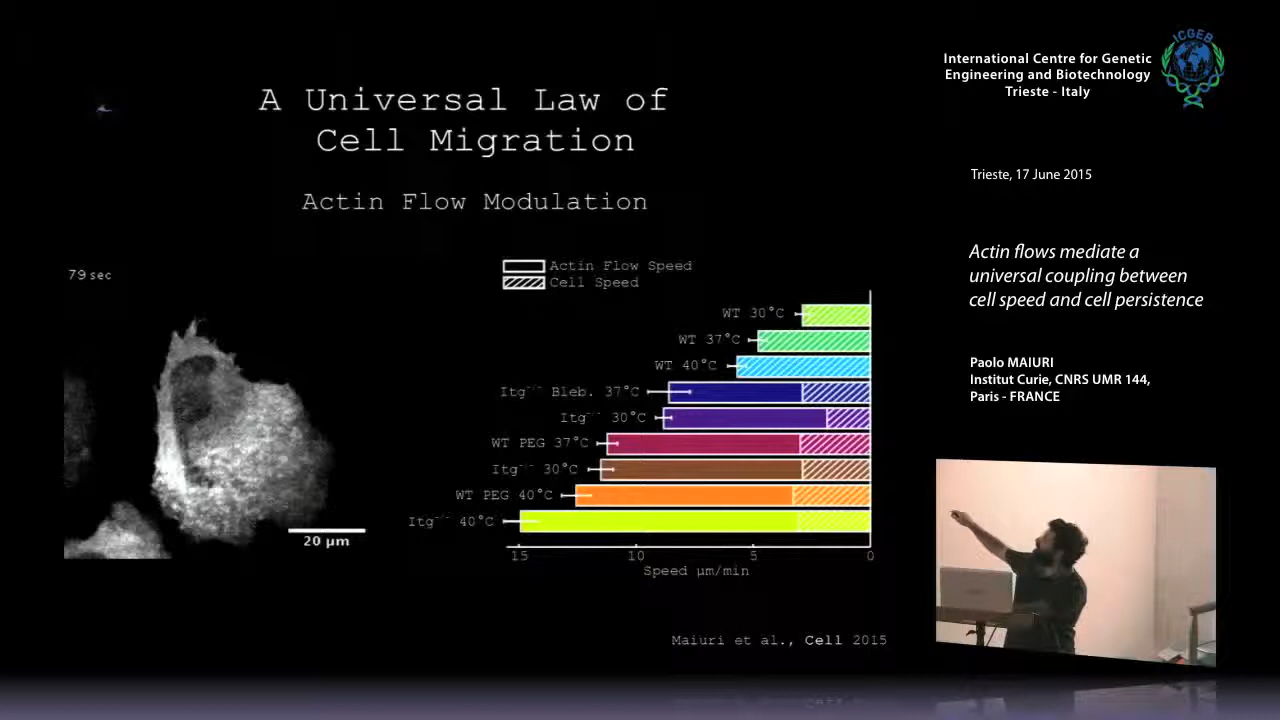 A Universal Law of
Cell Migration
Actin Flow Modulation
79 sec
20 µm
Actin Flow Speed
Cell Speed
WT 30°C
WT 37°C
WT 40°C
Itg⁻/⁻ Bleb. 37°C
Itg⁻/⁻ 30°C
WT PEG 37°C
Itg⁻/⁻ 30°C
WT PEG 40°C
Itg⁻/⁻ 40°C
15 10 5 0
Speed µm/min
Maiuri et al., Cell 2015
International Centre for Genetic
Engineering and Biotechnology
Trieste - Italy
ICGEB
Trieste, 17 June 2015
Actin flows mediate a
universal coupling between
cell speed and cell persistence
Paolo MAIURI
Institut Curie, CNRS UMR 144,
Paris - FRANCE